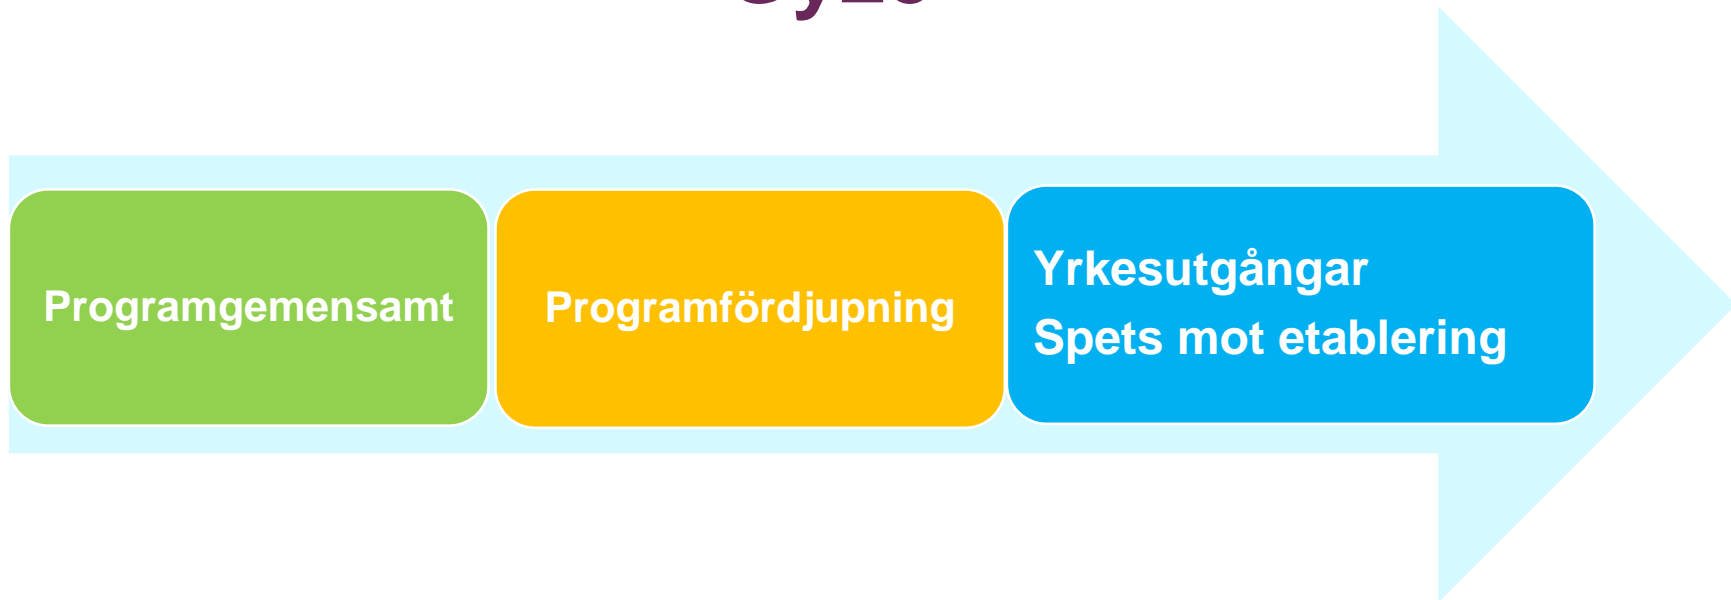 Programgemensamt
Programfördjupning
Yrkesutgångar
Spets mot etablering